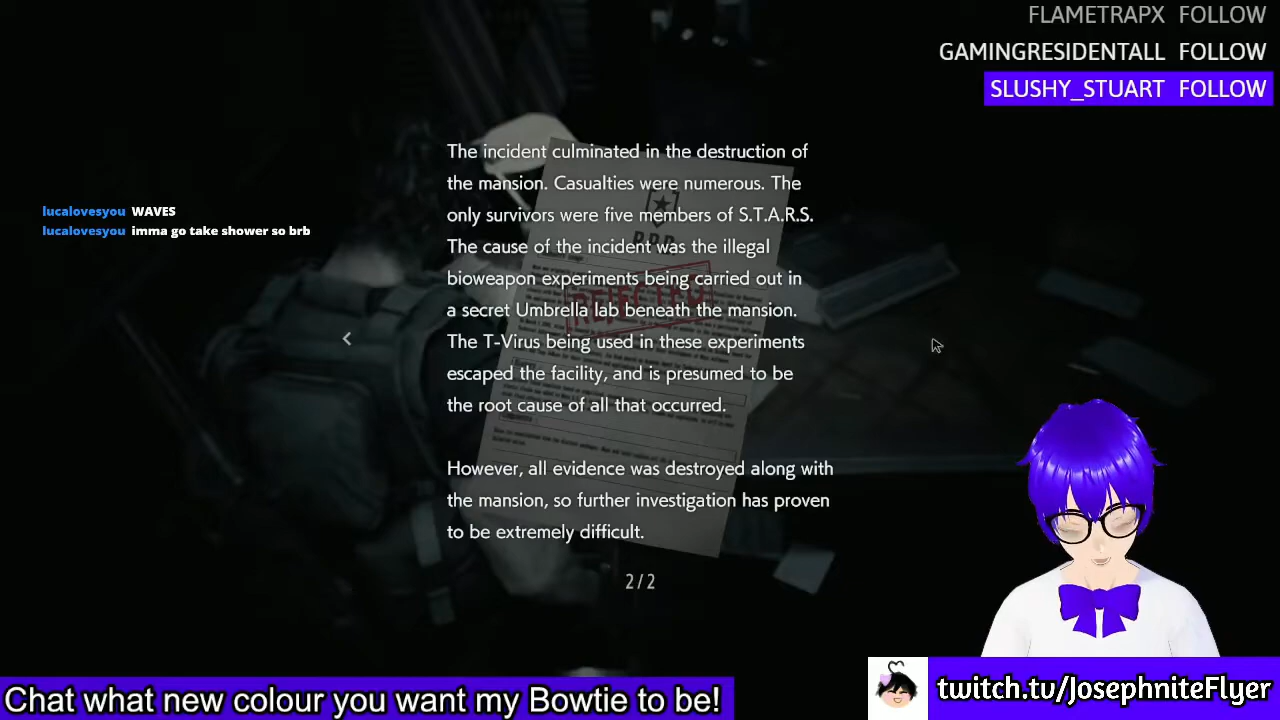 FLAMETRAPX FOLLOW
GAMINGRESIDENTALL FOLLOW
SLUSHY_STUART FOLLOW
lucalovesyou WAVES
lucalovesyou imma go take shower so brb
The incident culminated in the destruction of
the mansion. Casualties were numerous. The
only survivors were five members of S.T.A.R.S.
The cause of the incident was the illegal
bioweapon experiments being carried out in
a secret Umbrella lab beneath the mansion.
The T-Virus being used in these experiments
escaped the facility, and is presumed to be
the root cause of all that occurred.
However, all evidence was destroyed along with
the mansion, so further investigation has proven
to be extremely difficult.
2/2
R.P.D.
REJECTED
Chat what new colour you want my Bowtie to be!
twitch.tv/JosephniteFlyer